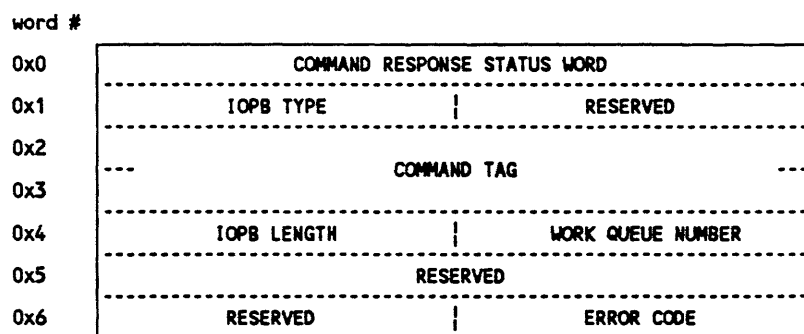 word #
0x0 COMMAND RESPONSE STATUS WORD
0x1 IOPB TYPE RESERVED
0x2
COMMAND TAG
0x3
0x4 IOPB LENGTH WORK QUEUE NUMBER
0x5 RESERVED
0x6 RESERVED ERROR CODE